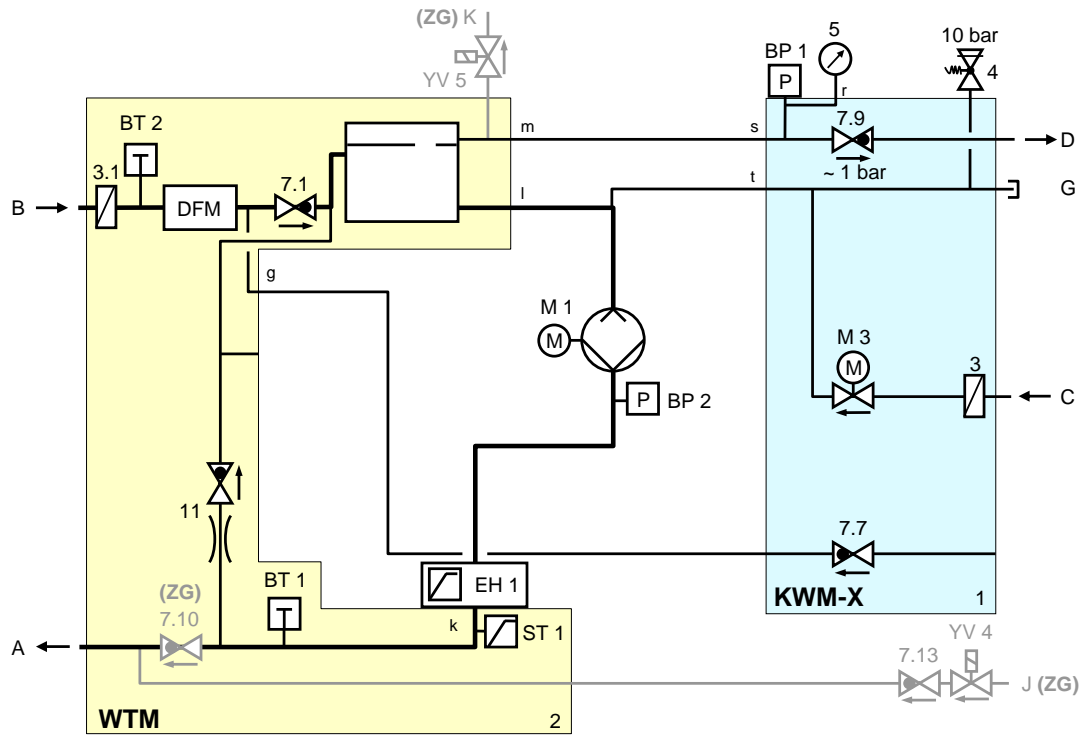 (ZG) K
YV 5
5
BP 1
P
r
10 bar
4
BT 2
T
3.1
B
DFM
7.1
m
s
7.9
D
~ 1 bar
l
t
G
g
M 1
M
M 3
M
3
P
BP 2
C
11
7.7
BT 1
T
EH 1
KWM-X
1
(ZG)
7.10
k
ST 1
YV 4
A
7.13
J (ZG)
WTM
2